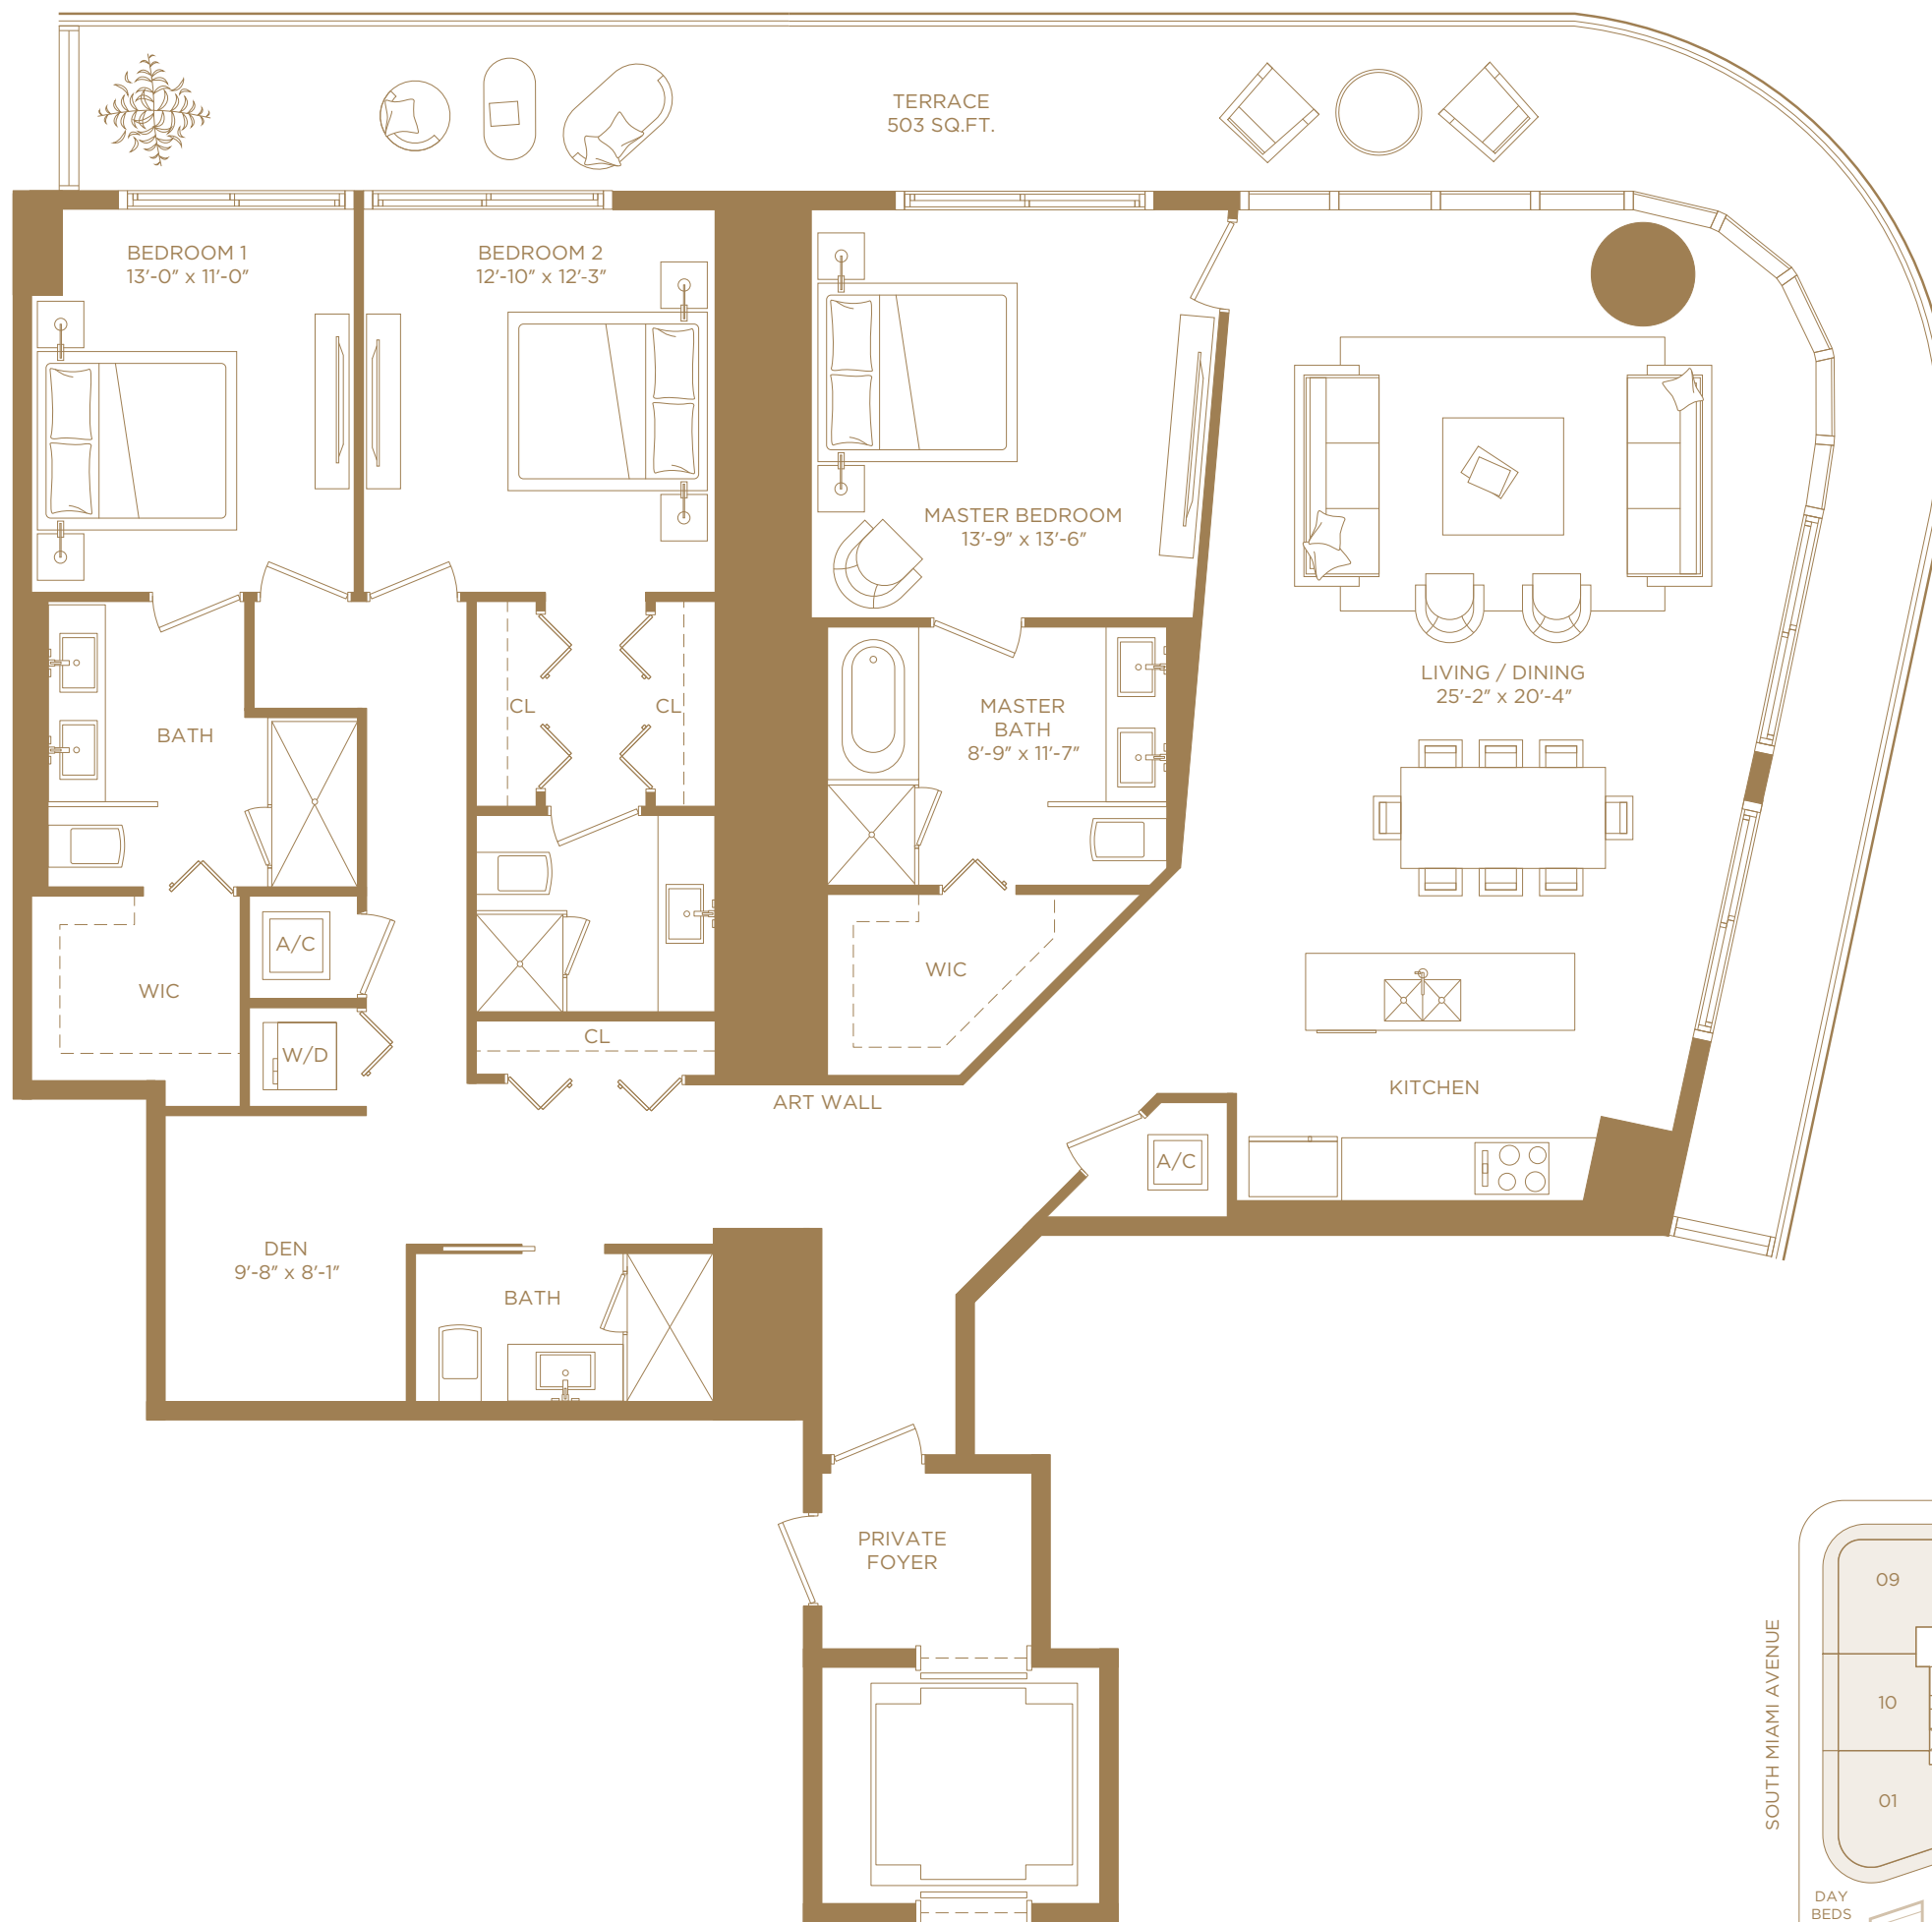 TERRACE
503 SQ.FT.
BEDROOM 1
13'-0" x 11'-0"
BEDROOM 2
12'-10" x 12'-3"
MASTER BEDROOM
13'-9" x 13'-6"
LIVING / DINING
25'-2" x 20'-4"
BATH
CL
CL
MASTER
BATH
8'-9" x 11'-7"
A/C
WIC
WIC
W/D
CL
ART WALL
KITCHEN
A/C
DEN
9'-8" x 8'-1"
BATH
PRIVATE
FOYER
SOUTH MIAMI AVENUE
09
10
01
DAY
BEDS